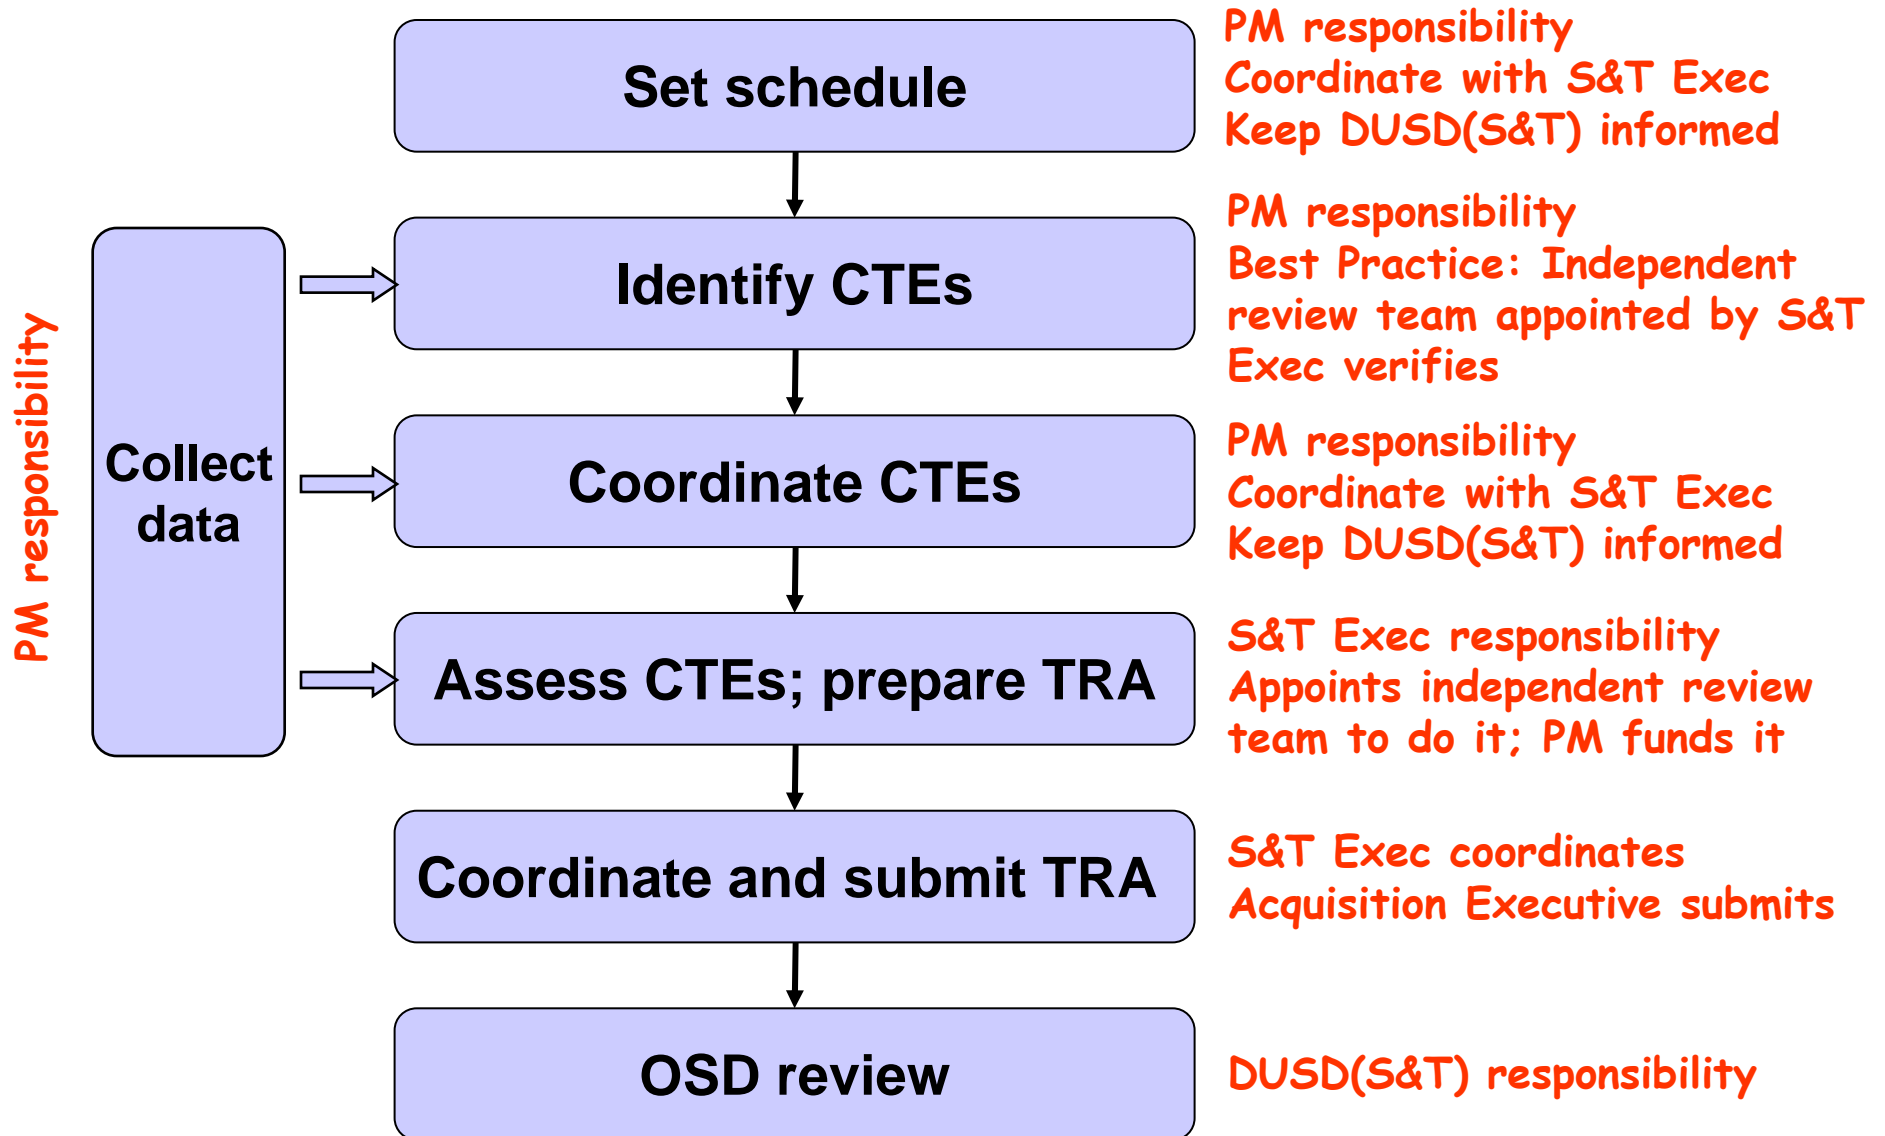 Set schedule
PM responsibility
Coordinate with S&T Exec
Keep DUSD(S&T) informed
PM responsibility
Collect
data
Identify CTEs
PM responsibility
Best Practice: Independent
review team appointed by S&T
Exec verifies
Coordinate CTEs
PM responsibility
Coordinate with S&T Exec
Keep DUSD(S&T) informed
Assess CTEs; prepare TRA
S&T Exec responsibility
Appoints independent review
team to do it; PM funds it
Coordinate and submit TRA
S&T Exec coordinates
Acquisition Executive submits
OSD review
DUSD(S&T) responsibility